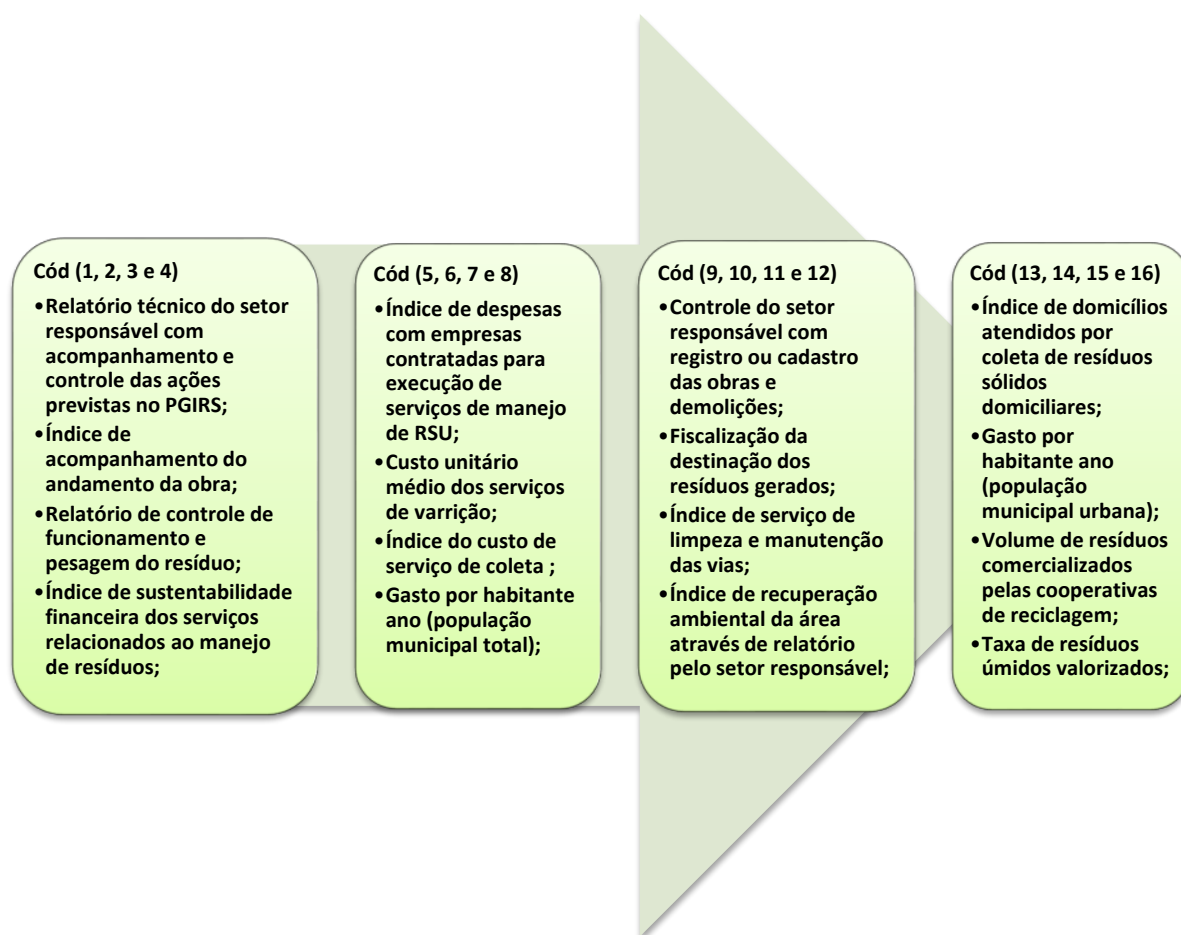 Cód (1, 2, 3 e 4)
•Relatório técnico do setor
responsável com
acompanhamento e
controle das ações
previstas no PGIRS;
•Índice de
acompanhamento do
andamento da obra;
•Relatório de controle de
funcionamento e
pesagem do resíduo;
•Índice de sustentabilidade
financeira dos serviços
relacionados ao manejo
de resíduos;
Cód (5, 6, 7 e 8)
•Índice de despesas
com empresas
contratadas para
execução de
serviços de manejo
de RSU;
•Custo unitário
médio dos serviços
de varrição;
•Índice do custo de
serviço de coleta ;
•Gasto por habitante
ano (população
municipal total);
Cód (9, 10, 11 e 12)
•Controle do setor
responsável com
registro ou cadastro
das obras e
demolições;
•Fiscalização da
destinação dos
resíduos gerados;
•Índice de serviço de
limpeza e manutenção
das vias;
•Índice de recuperação
ambiental da área
através de relatório
pelo setor responsável;
Cód (13, 14, 15 e 16)
•Índice de domicílios
atendidos por
coleta de resíduos
sólidos
domiciliares;
•Gasto por
habitante ano
(população
municipal urbana);
•Volume de resíduos
comercializados
pelas cooperativas
de reciclagem;
•Taxa de resíduos
úmidos valorizados;